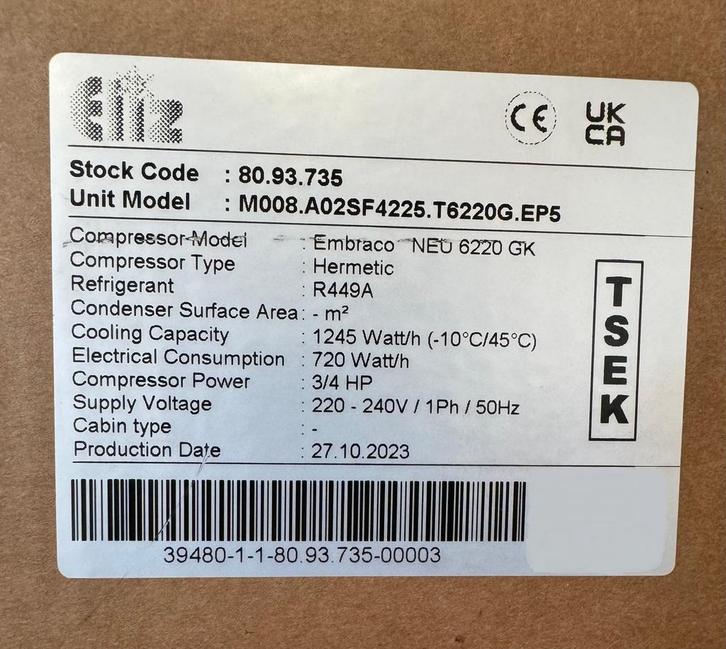 Eliz
CE
UK
CA
Stock Code : 80.93.735
Unit Model : M008.A02SF4225.T6220G.EP5
Compressor Model : Embraco NEU 6220 GK
Compressor Type : Hermetic
Refrigerant : R449A
Condenser Surface Area : - m²
Cooling Capacity : 1245 Watt/h (-10°C/45°C)
Electrical Consumption : 720 Watt/h
Compressor Power : 3/4 HP
Supply Voltage : 220 - 240V / 1Ph / 50Hz
Cabin type : -
Production Date : 27.10.2023
TSEK
39480-1-1-80.93.735-00003